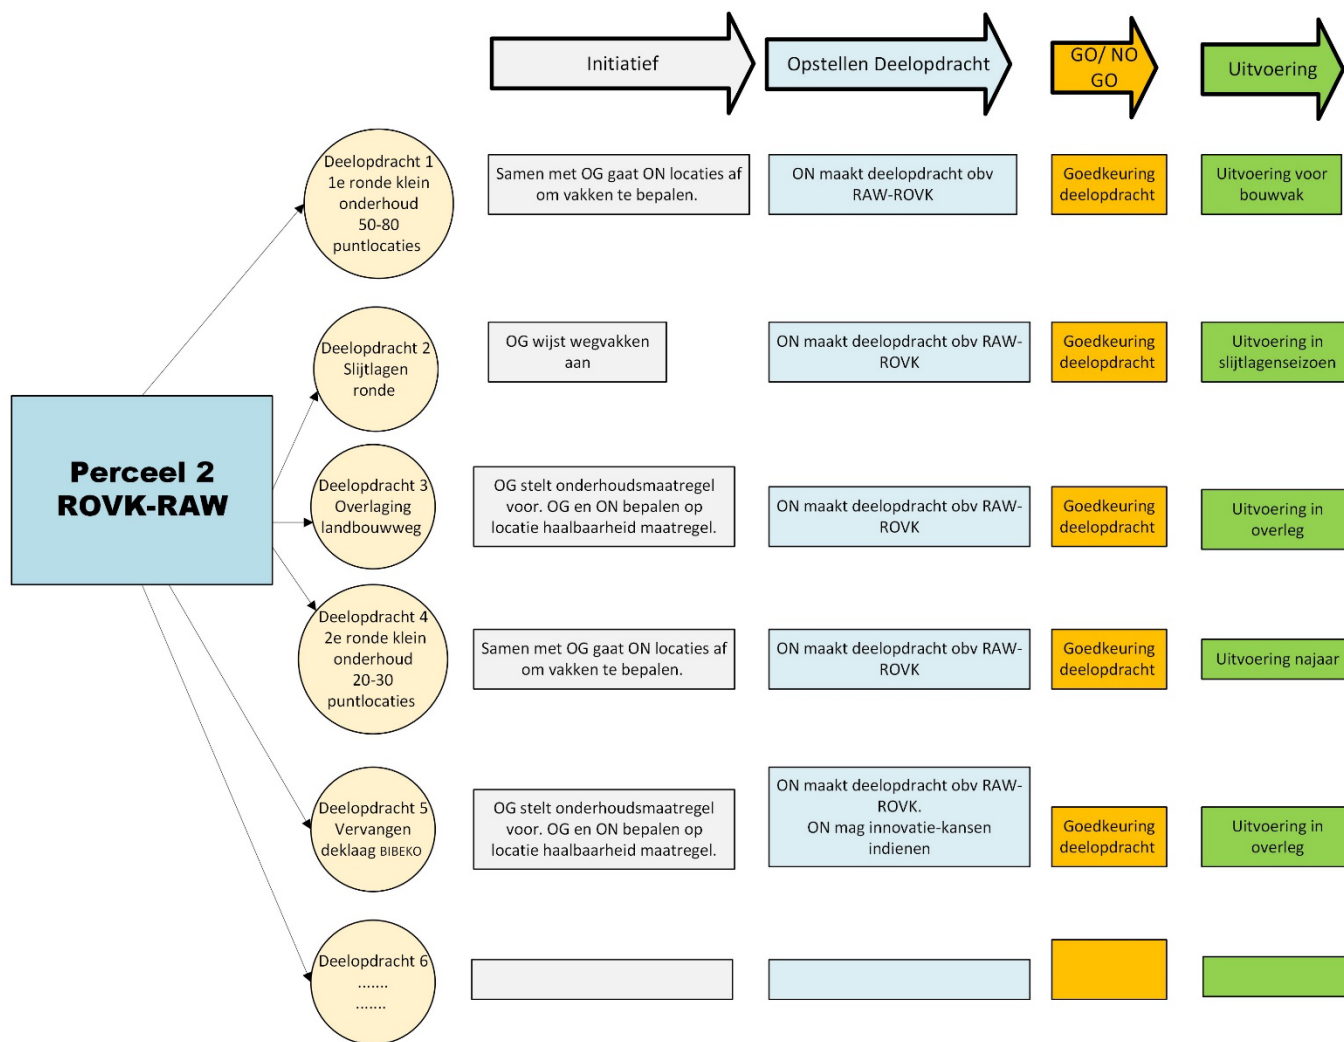 Initiatief
Opstellen Deelopdracht
GO/ NO
GO
Uitvoering
Perceel 2
ROVK-RAW
Deelopdracht 1
1e ronde klein
onderhoud
50-80
puntlocaties
Samen met OG gaat ON locaties af
om vakken te bepalen.
ON maakt deelopdracht obv
RAW-ROVK
Goedkeuring
deelopdracht
Uitvoering voor
bouwvak
Deelopdracht 2
Slijtlagen
ronde
OG wijst wegvakken
aan
ON maakt deelopdracht obv RAW-
ROVK
Goedkeuring
deelopdracht
Uitvoering in
slijtlagenseizoen
Deelopdracht 3
Overlaging
landbouwweg
OG stelt onderhoudsmaatregel
voor. OG en ON bepalen op
locatie haalbaarheid maatregel.
ON maakt deelopdracht obv RAW-
ROVK
Goedkeuring
deelopdracht
Uitvoering in
overleg
Deelopdracht 4
2e ronde klein
onderhoud
20-30
puntlocaties
Samen met OG gaat ON locaties af
om vakken te bepalen.
ON maakt deelopdracht obv RAW-
ROVK
Goedkeuring
deelopdracht
Uitvoering najaar
Deelopdracht 5
Vervangen
deklaag BIBEKO
OG stelt onderhoudsmaatregel
voor. OG en ON bepalen op
locatie haalbaarheid maatregel.
ON maakt deelopdracht obv RAW-
ROVK.
ON mag innovatie-kansen
indienen
Goedkeuring
deelopdracht
Uitvoering in
overleg
Deelopdracht 6
.......
.......